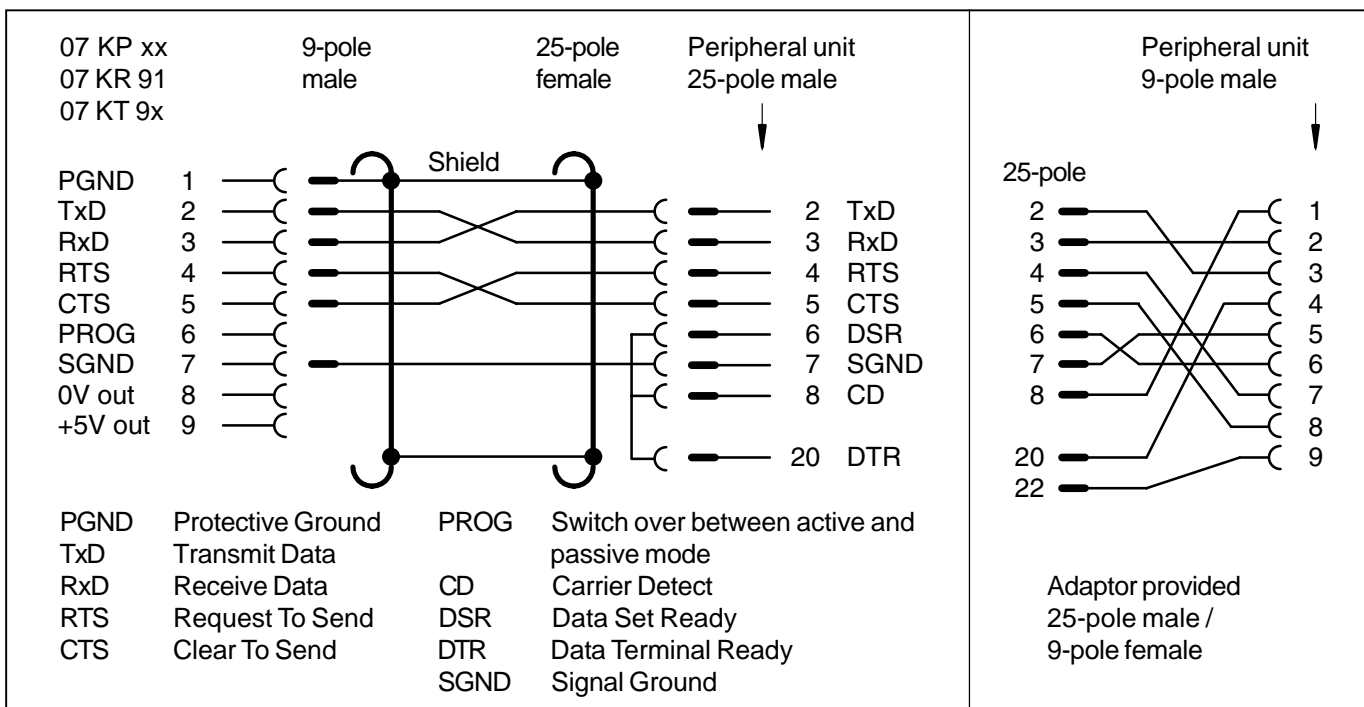 07 KP xx 9-pole 25-pole Peripheral unit
07 KR 91 male female 25-pole male
07 KT 9x
Shield
PGND 1
TxD 2 2 TxD
RxD 3 3 RxD
RTS 4 4 RTS
CTS 5 5 CTS
PROG 6 6 DSR
SGND 7 7 SGND
0V out 8 8 CD
+5V out 9
20 DTR
PGND Protective Ground
TxD Transmit Data
RxD Receive Data
RTS Request To Send
CTS Clear To Send
PROG Switch over between active and
passive mode
CD Carrier Detect
DSR Data Set Ready
DTR Data Terminal Ready
SGND Signal Ground
Peripheral unit
9-pole male
25-pole
2 1
3 2
4 3
5 4
6 5
7 6
8 7
8
20 9
22
Adaptor provided
25-pole male /
9-pole female